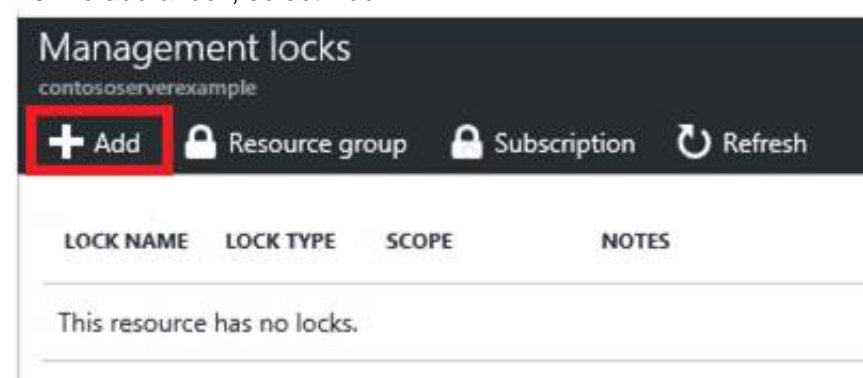 Management locks
contososerverexample
Add Resource group Subscription Refresh
LOCK NAME LOCK TYPE SCOPE NOTES
This resource has no locks.